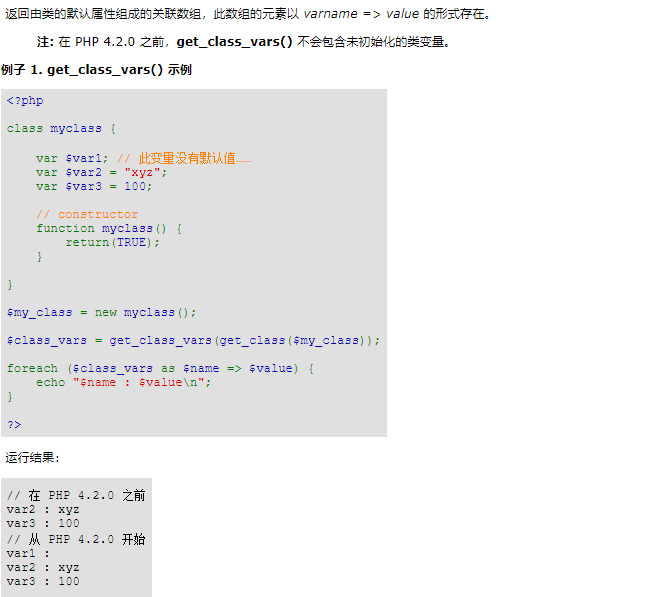 返回由类的默认属性组成的关联数组，此数组的元素以 varname => value 的形式存在。
注: 在 PHP 4.2.0 之前，get_class_vars() 不会包含未初始化的类变量。
例子 1. get_class_vars() 示例
<?php
class myclass {
var $var1; // 此变量没有默认值……
var $var2 = "xyz";
var $var3 = 100;
// constructor
function myclass() {
return(TRUE);
}
}
$my_class = new myclass();
$class_vars = get_class_vars(get_class($my_class));
foreach ($class_vars as $name => $value) {
echo "$name : $value\n";
}
?>
运行结果：
// 在 PHP 4.2.0 之前
var2 : xyz
var3 : 100
// 从 PHP 4.2.0 开始
var1 :
var2 : xyz
var3 : 100